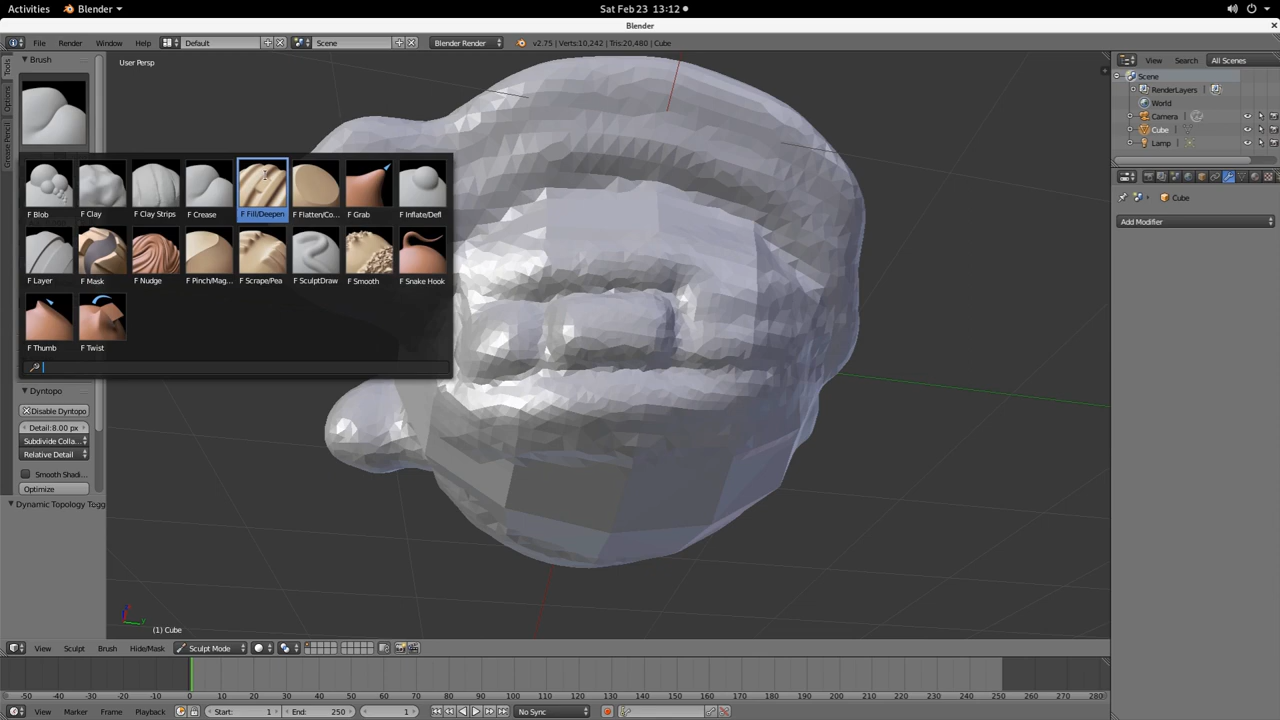 Activities Blender Sat Feb 23 13:12
Blender
File Render Window Help Default Scene Blender Render v2.75 | Verts:10,242 | Tris:20,480 | Cube View Search All Scenes
Tools
Options
Grease Pencil
Brush
User Persp
Scene
RenderLayers
World
Camera
Cube
Lamp
Cube
Add Modifier
F Blob F Clay F Clay Strips F Crease F Fill/Deepen F Flatten/Co... F Grab F Inflate/Defl
F Layer F Mask F Nudge F Pinch/Mag... F Scrape/Pea F SculptDraw F Smooth F Snake Hook
F Thumb F Twist
Dyntopo
Disable Dyntopo
Detail:8.00 px
Subdivide Colla...
Relative Detail
Smooth Shadi...
Optimize
Dynamic Topology Togg
(1) Cube
View Sculpt Brush Hide/Mask Sculpt Mode
-50 -40 -30 -20 -10 0 10 20 30 40 50 60 70 80 90 100 110 120 130 140 150 160 170 180 190 200 210 220 230 240 250 260 270 280
View Marker Frame Playback Start: 1 End: 250 1 No Sync